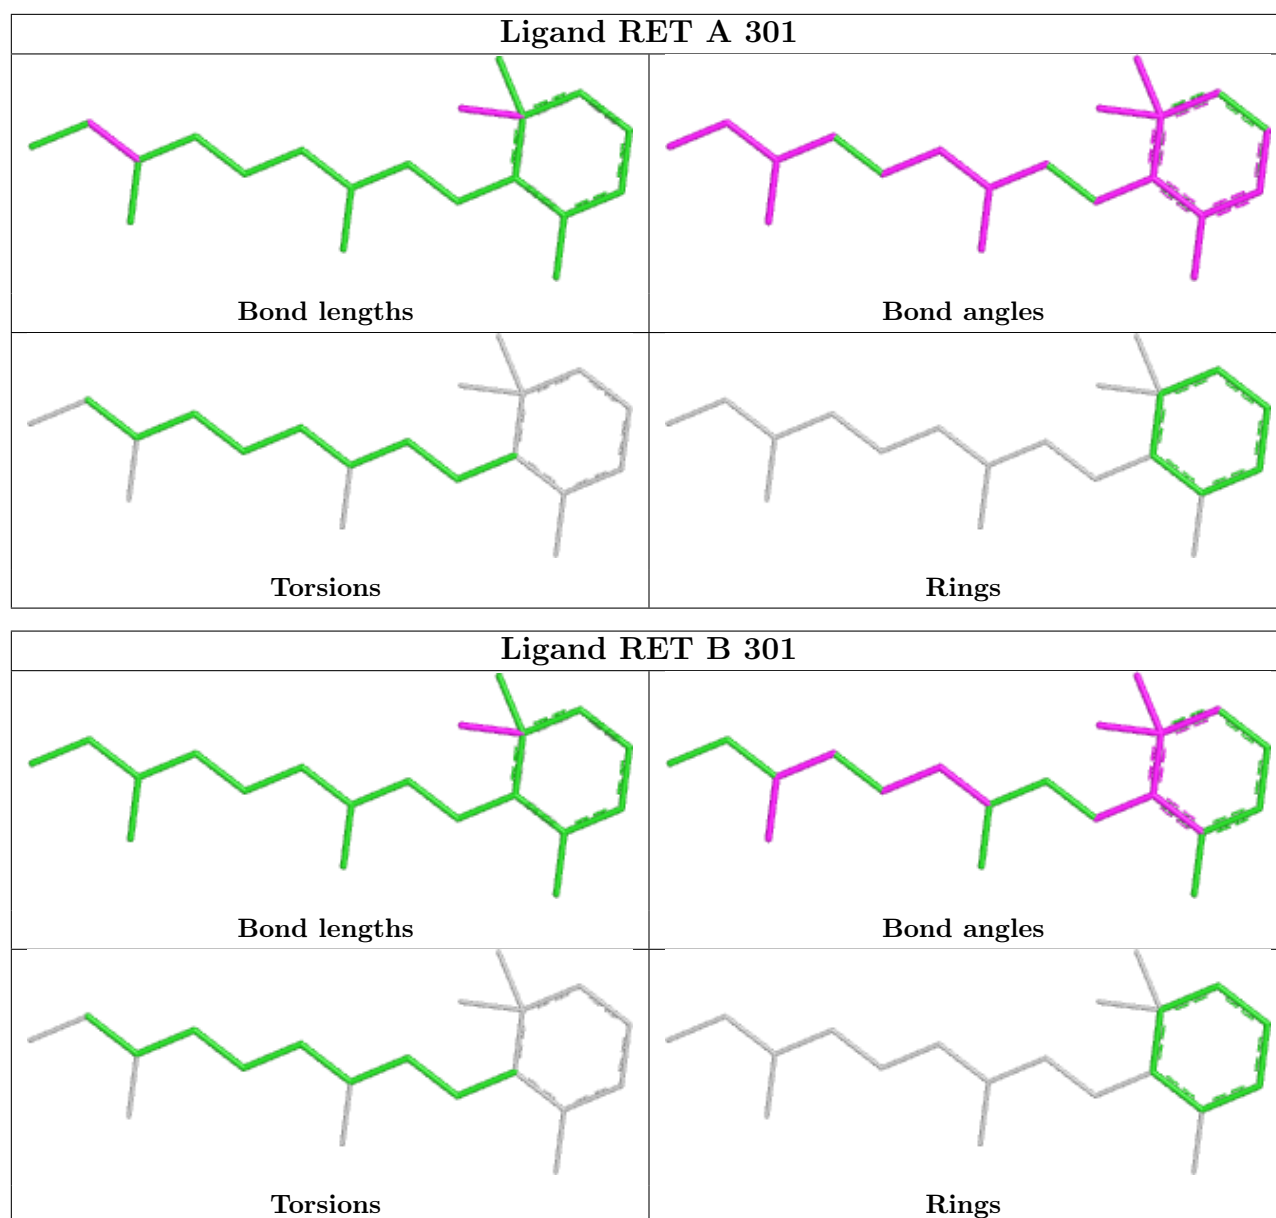 Ligand RET A 301
Bond lengths
Bond angles
Torsions
Rings
Ligand RET B 301
Bond lengths
Bond angles
Torsions
Rings